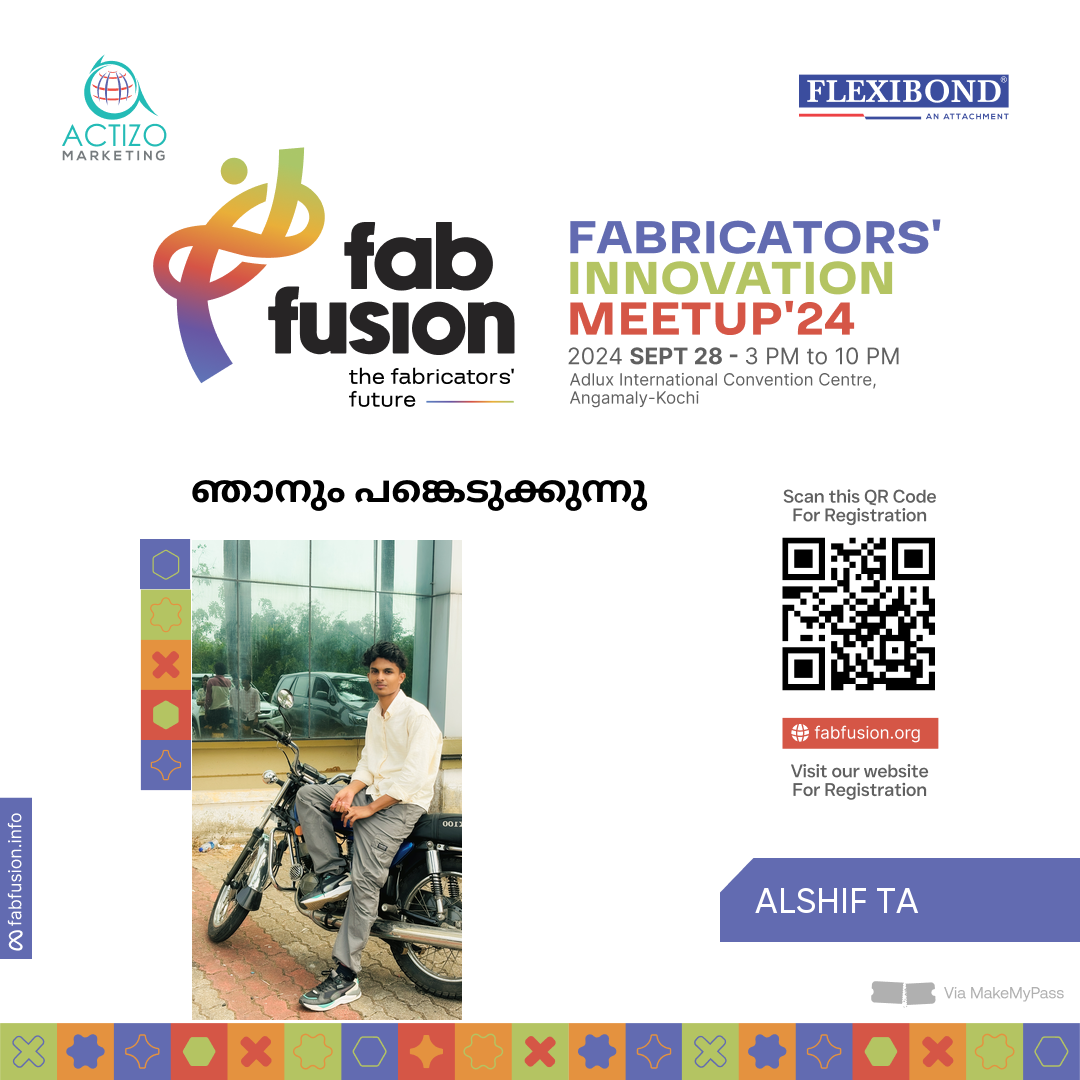 ACTIZO
MARKETING
FLEXIBOND®
AN ATTACHMENT
fab
fusion
the fabricators'
future
FABRICATORS'
INNOVATION
MEETUP'24
2024 SEPT 28 - 3 PM to 10 PM
Adlux International Convention Centre,
Angamaly-Kochi
ഞാനും പങ്കെടുക്കുന്നു
Scan this QR Code
For Registration
fabfusion.org
Visit our website
For Registration
fabfusion.info
ALSHIF TA
Via MakeMyPass